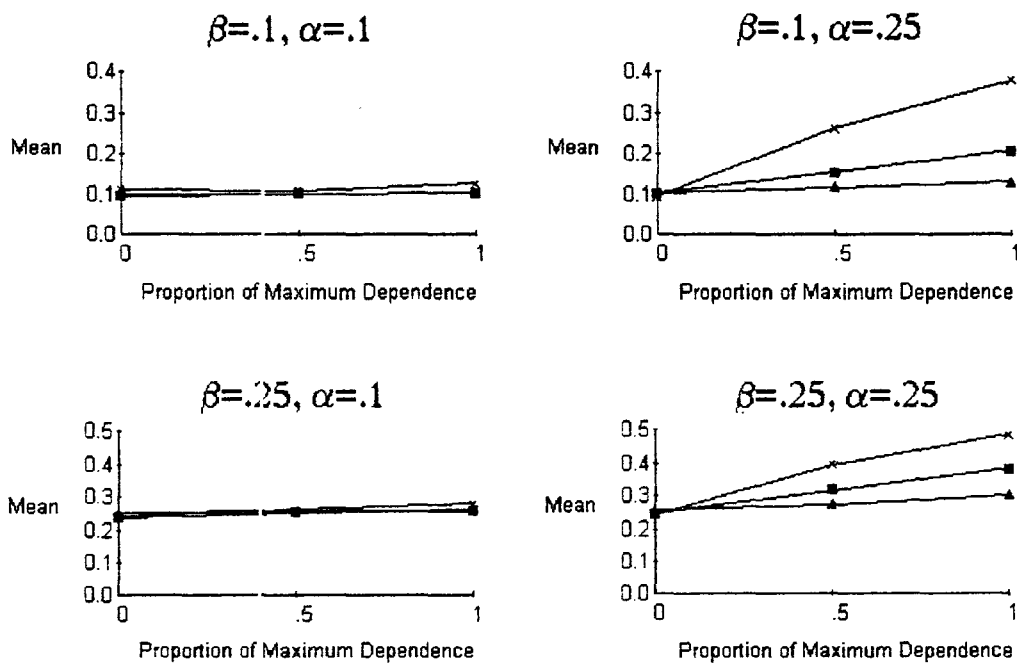 β=.1, α=.1
0.4
0.3
Mean
0.2
0.1
0.0
0 .5 1
Proportion of Maximum Dependence
β=.1, α=.25
0.4
0.3
Mean
0.2
0.1
0.0
0 .5 1
Proportion of Maximum Dependence
β=.25, α=.1
0.5
0.4
0.3
Mean
0.2
0.1
0.0
0 .5 1
Proportion of Maximum Dependence
β=.25, α=.25
0.5
0.4
0.3
Mean
0.2
0.1
0.0
0 .5 1
Proportion of Maximum Dependence